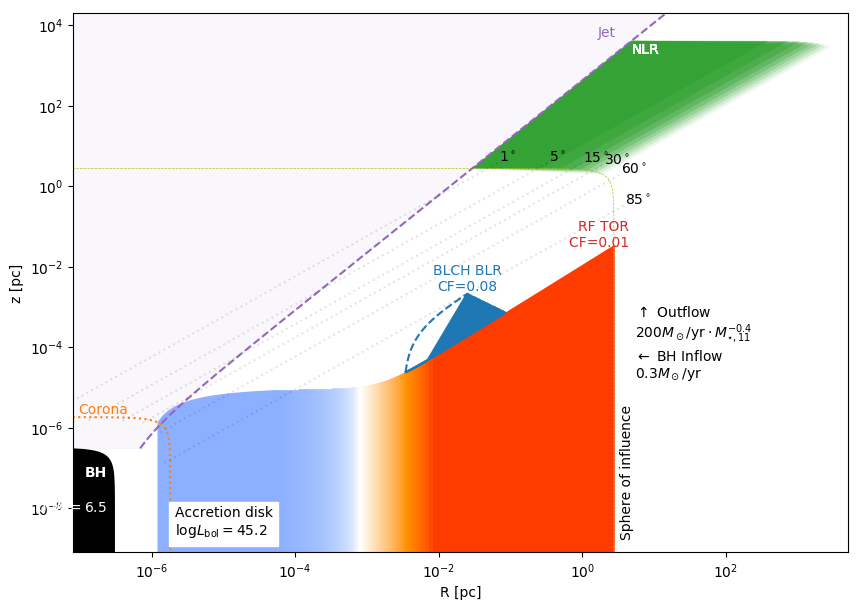 Jet
NLR
1° 5° 15° 30°
60°
85°
RF TOR
CF=0.01
BLCH BLR
CF=0.08
↑ Outflow
200M⊙/yr · M⋆,11^−0.4
← BH Inflow
0.3M⊙/yr
Corona
BH
= 6.5
Accretion disk
logL_bol = 45.2
Sphere of influence
10^4
10^2
10^0
10^−2
10^−4
10^−6
10^−8
z [pc]
10^−6 10^−4 10^−2 10^0 10^2
R [pc]